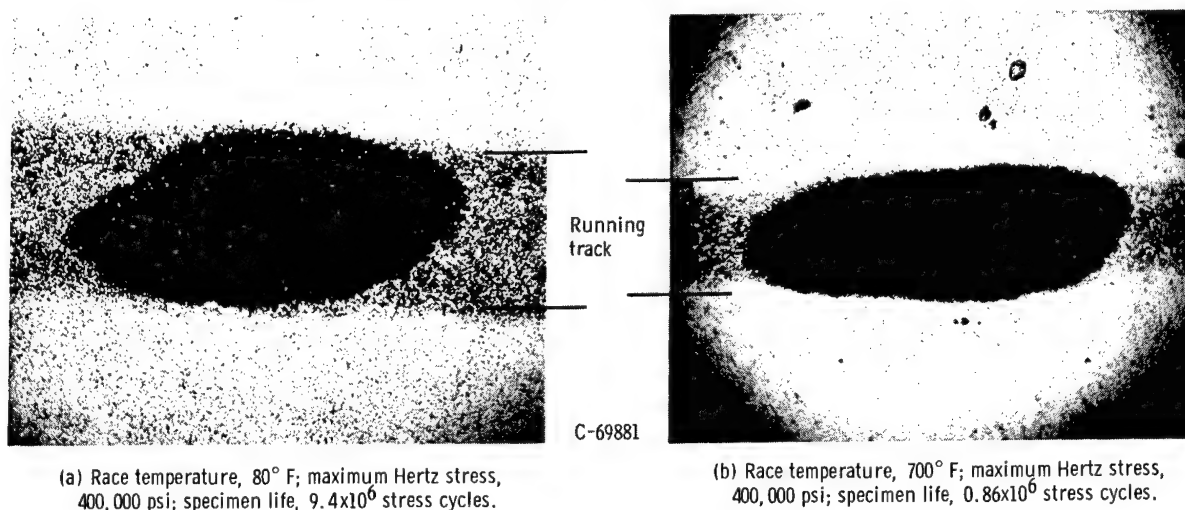 Running
track
C-69881
(a) Race temperature, 80° F; maximum Hertz stress,
400,000 psi; specimen life, 9.4x10⁶ stress cycles.
(b) Race temperature, 700° F; maximum Hertz stress,
400,000 psi; specimen life, 0.86x10⁶ stress cycles.